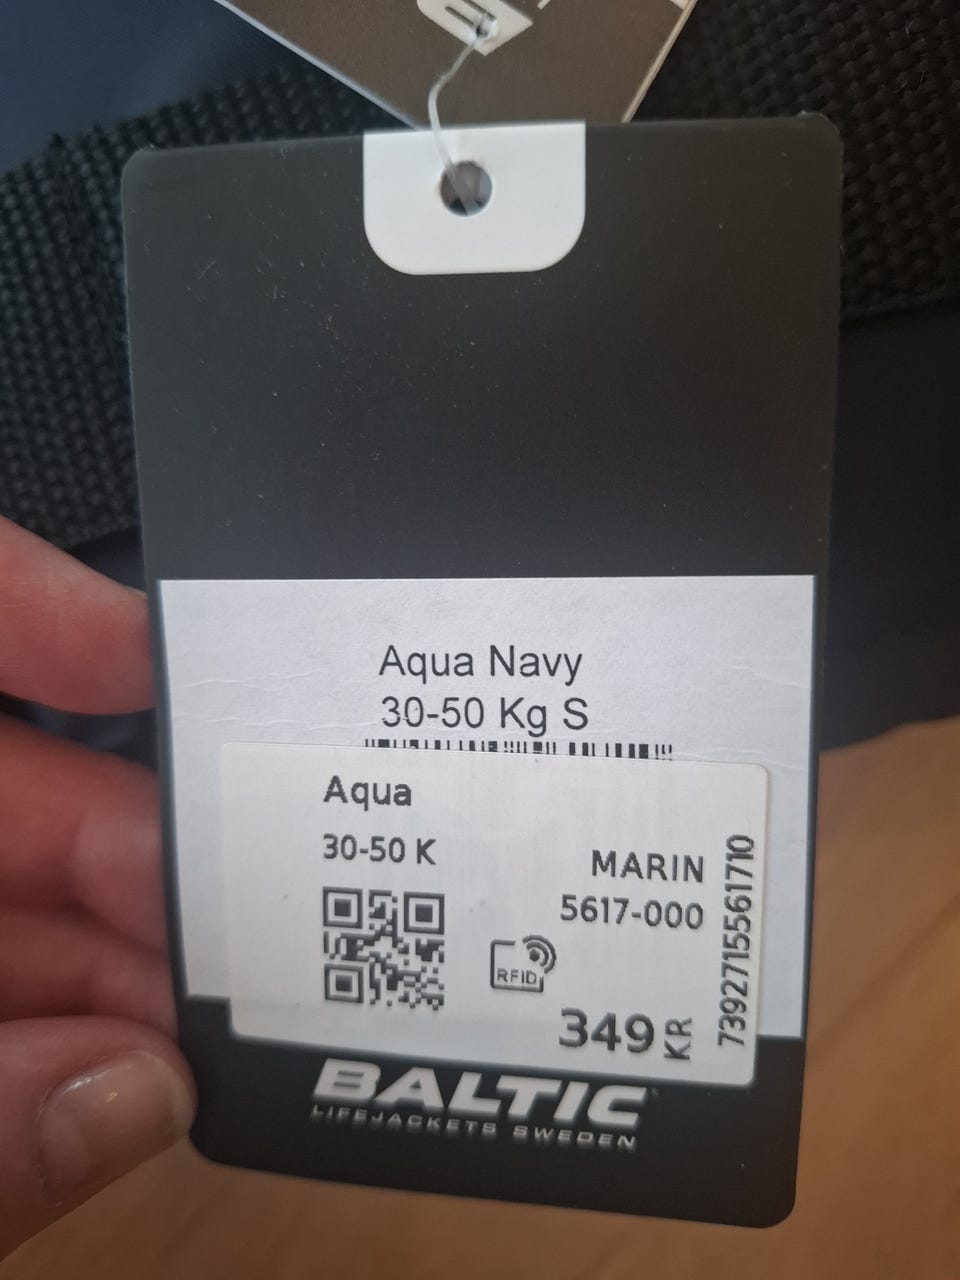 Aqua Navy
30-50 Kg S
Aqua
30-50 K
MARIN
5617-000
RFID
349 KR
7392715561710
BALTIC
LIFEJACKETS SWEDEN